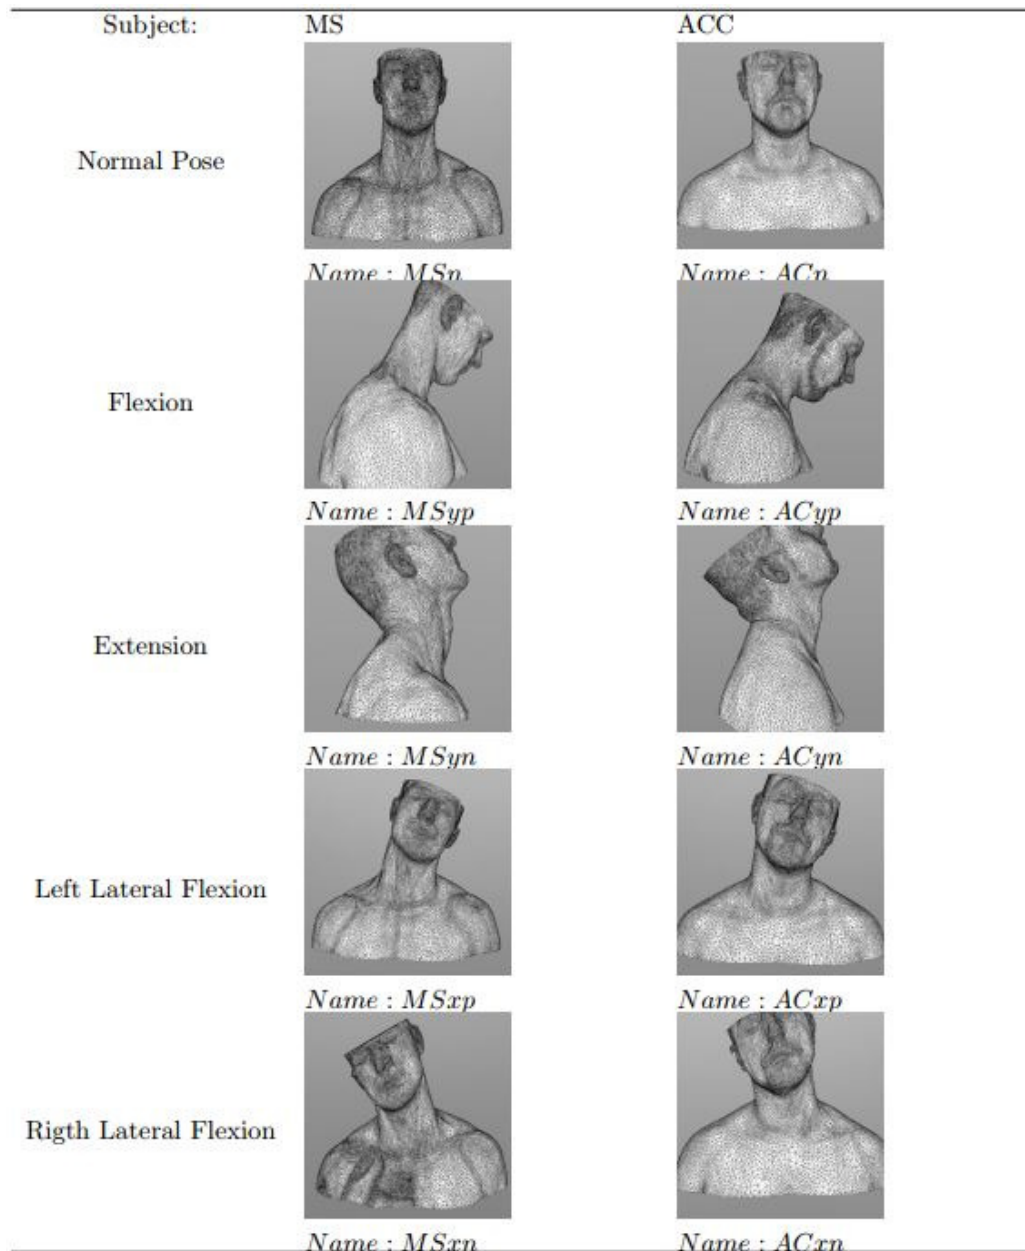 Subject: MS ACC
Normal Pose
Name : MSn Name : ACn
Flexion
Name : MSyp Name : ACyp
Extension
Name : MSyn Name : ACyn
Left Lateral Flexion
Name : MSxp Name : ACxp
Rigth Lateral Flexion
Name : MSxn Name : ACxn